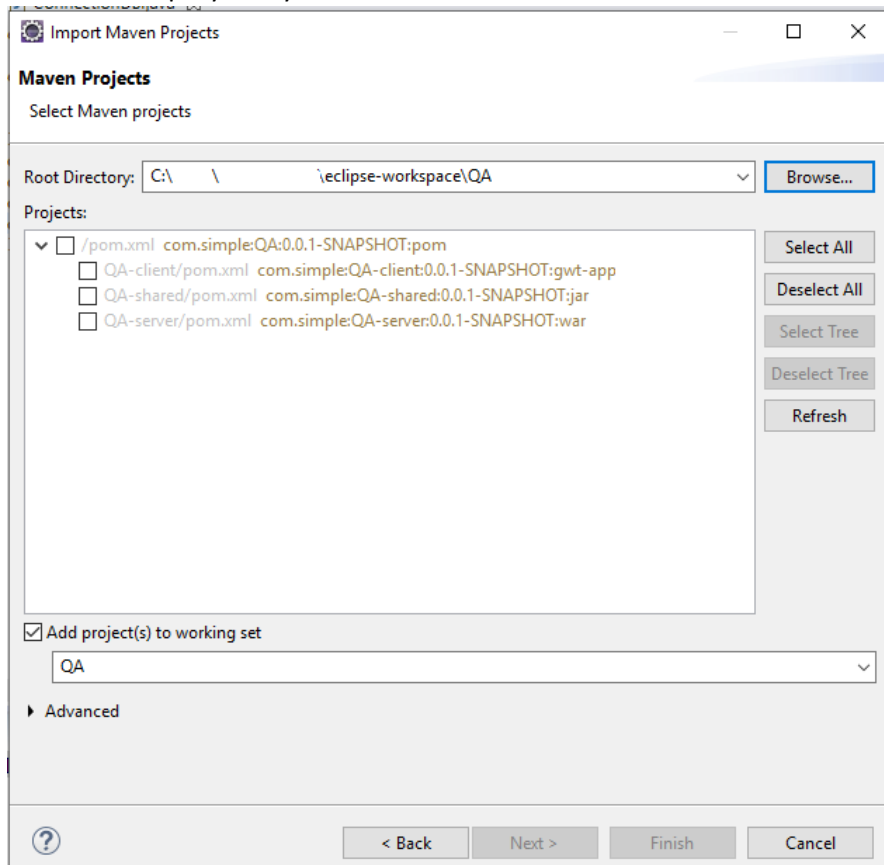 ConnectionDB.java
Import Maven Projects
Maven Projects
Select Maven projects
Root Directory: C:\ \ \eclipse-workspace\QA Browse...
Projects:
/pom.xml com.simple:QA:0.0.1-SNAPSHOT:pom Select All
QA-client/pom.xml com.simple:QA-client:0.0.1-SNAPSHOT:gwt-app
QA-shared/pom.xml com.simple:QA-shared:0.0.1-SNAPSHOT:jar Deselect All
QA-server/pom.xml com.simple:QA-server:0.0.1-SNAPSHOT:war Select Tree
Deselect Tree
Refresh
Add project(s) to working set
QA
Advanced
? < Back Next > Finish Cancel